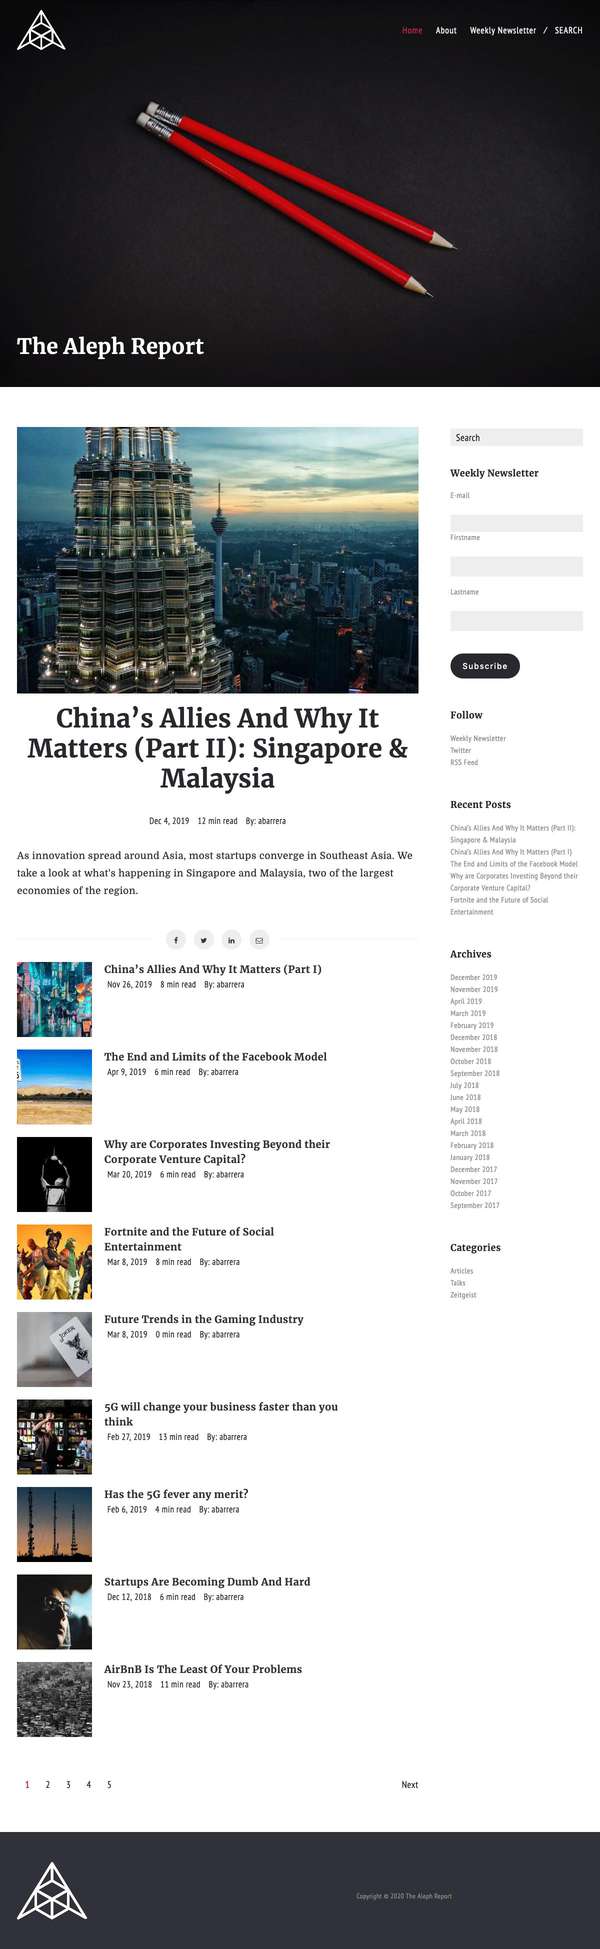 Home About Weekly Newsletter / SEARCH
The Aleph Report
China’s Allies And Why It
Matters (Part II): Singapore &
Malaysia
Dec 4, 2019 12 min read By: abarrera
As innovation spread around Asia, most startups converge in Southeast Asia. We
take a look at what's happening in Singapore and Malaysia, two of the largest
economies of the region.
China’s Allies And Why It Matters (Part I)
Nov 26, 2019 8 min read By: abarrera
The End and Limits of the Facebook Model
Apr 9, 2019 6 min read By: abarrera
Why are Corporates Investing Beyond their
Corporate Venture Capital?
Mar 20, 2019 6 min read By: abarrera
Fortnite and the Future of Social
Entertainment
Mar 8, 2019 8 min read By: abarrera
Future Trends in the Gaming Industry
Mar 8, 2019 0 min read By: abarrera
JOKER
5G will change your business faster than you
think
Feb 27, 2019 13 min read By: abarrera
Has the 5G fever any merit?
Feb 6, 2019 4 min read By: abarrera
Startups Are Becoming Dumb And Hard
Dec 12, 2018 6 min read By: abarrera
AirBnB Is The Least Of Your Problems
Nov 23, 2018 11 min read By: abarrera
1 2 3 4 5 Next
Search
Weekly Newsletter
E-mail
Firstname
Lastname
Subscribe
Follow
Weekly Newsletter
Twitter
RSS Feed
Recent Posts
China’s Allies And Why It Matters (Part II):
Singapore & Malaysia
China’s Allies And Why It Matters (Part I)
The End and Limits of the Facebook Model
Why are Corporates Investing Beyond their
Corporate Venture Capital?
Fortnite and the Future of Social
Entertainment
Archives
December 2019
November 2019
April 2019
March 2019
February 2019
December 2018
November 2018
October 2018
September 2018
July 2018
June 2018
May 2018
April 2018
March 2018
February 2018
January 2018
December 2017
November 2017
October 2017
September 2017
Categories
Articles
Talks
Zeitgeist
Copyright © 2020 The Aleph Report